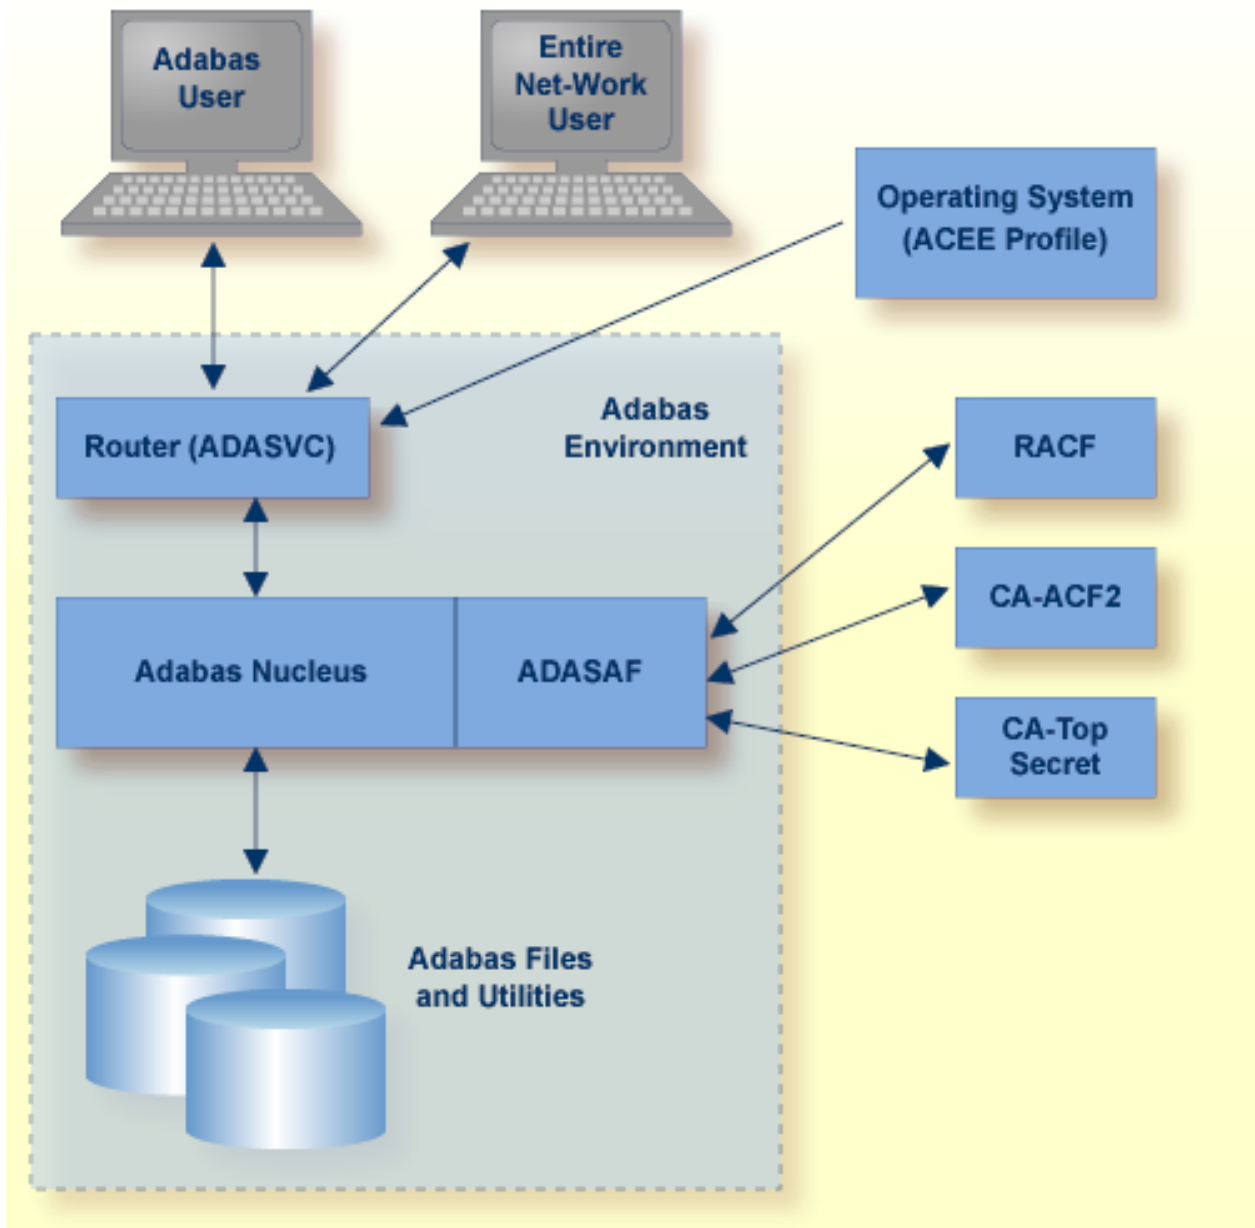 Adabas
User
Entire
Net-Work
User
Operating System
(ACEE Profile)
Adabas
Environment
Router (ADASVC)
RACF
CA-ACF2
Adabas Nucleus
ADASAF
CA-Top
Secret
Adabas Files
and Utilities